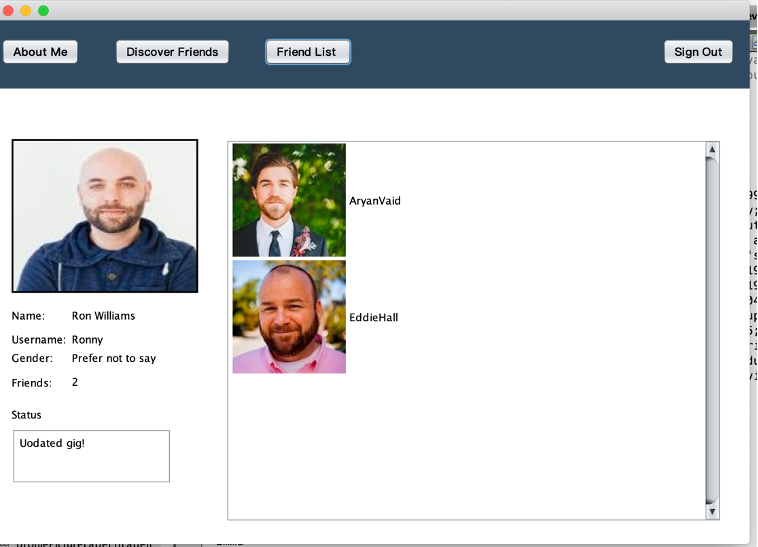 About Me
Discover Friends
Friend List
Sign Out
AryanVaid
EddieHall
Name: Ron Williams
Username: Ronny
Gender: Prefer not to say
Friends: 2
Status
Uodated gig!